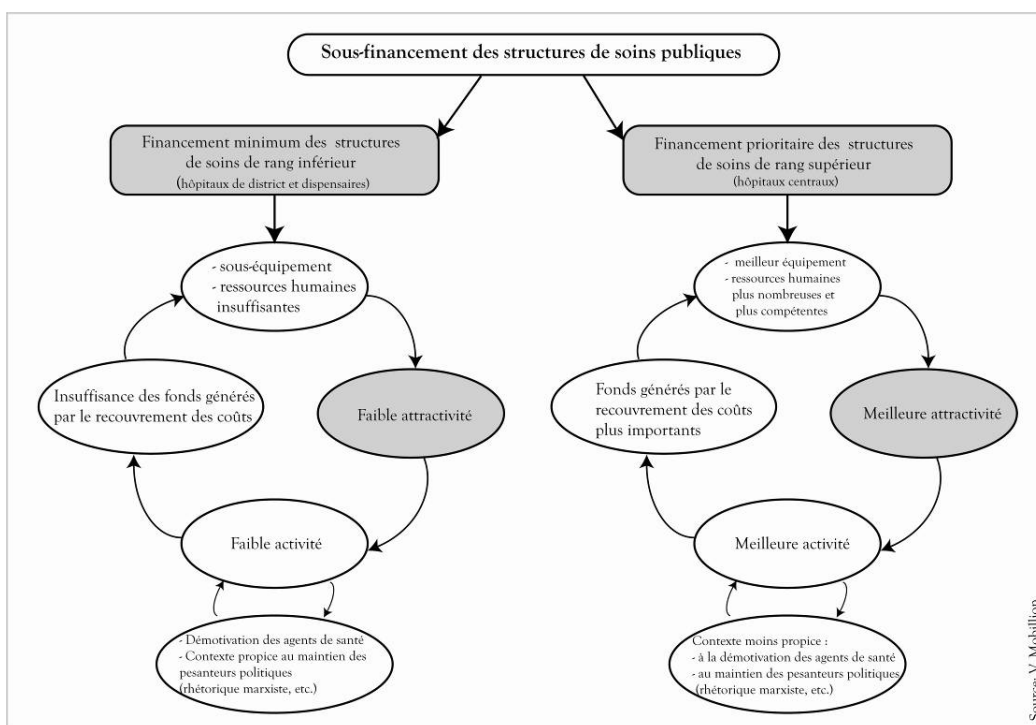 Sous-financement des structures de soins publiques
Financement minimum des structures
de soins de rang inférieur
(hôpitaux de district et dispensaires)
Financement prioritaire des structures
de soins de rang supérieur
(hôpitaux centraux)
- sous-équipement
- ressources humaines
insuffisantes
- meilleur équipement
- ressources humaines
plus nombreuses et
plus compétentes
Insuffisance des fonds générés
par le recouvrement des coûts
Faible attractivité
Fonds générés par le
recouvrement des coûts
plus importants
Meilleure attractivité
Faible activité
Meilleure activité
- Démotivation des agents de santé
- Contexte propice au maintien des
pesanteurs politiques
(rhétorique marxiste, etc.)
Contexte moins propice :
- à la démotivation des agents de santé
- au maintien des pesanteurs politiques
(rhétorique marxiste, etc.)
Source: V. Mobillion